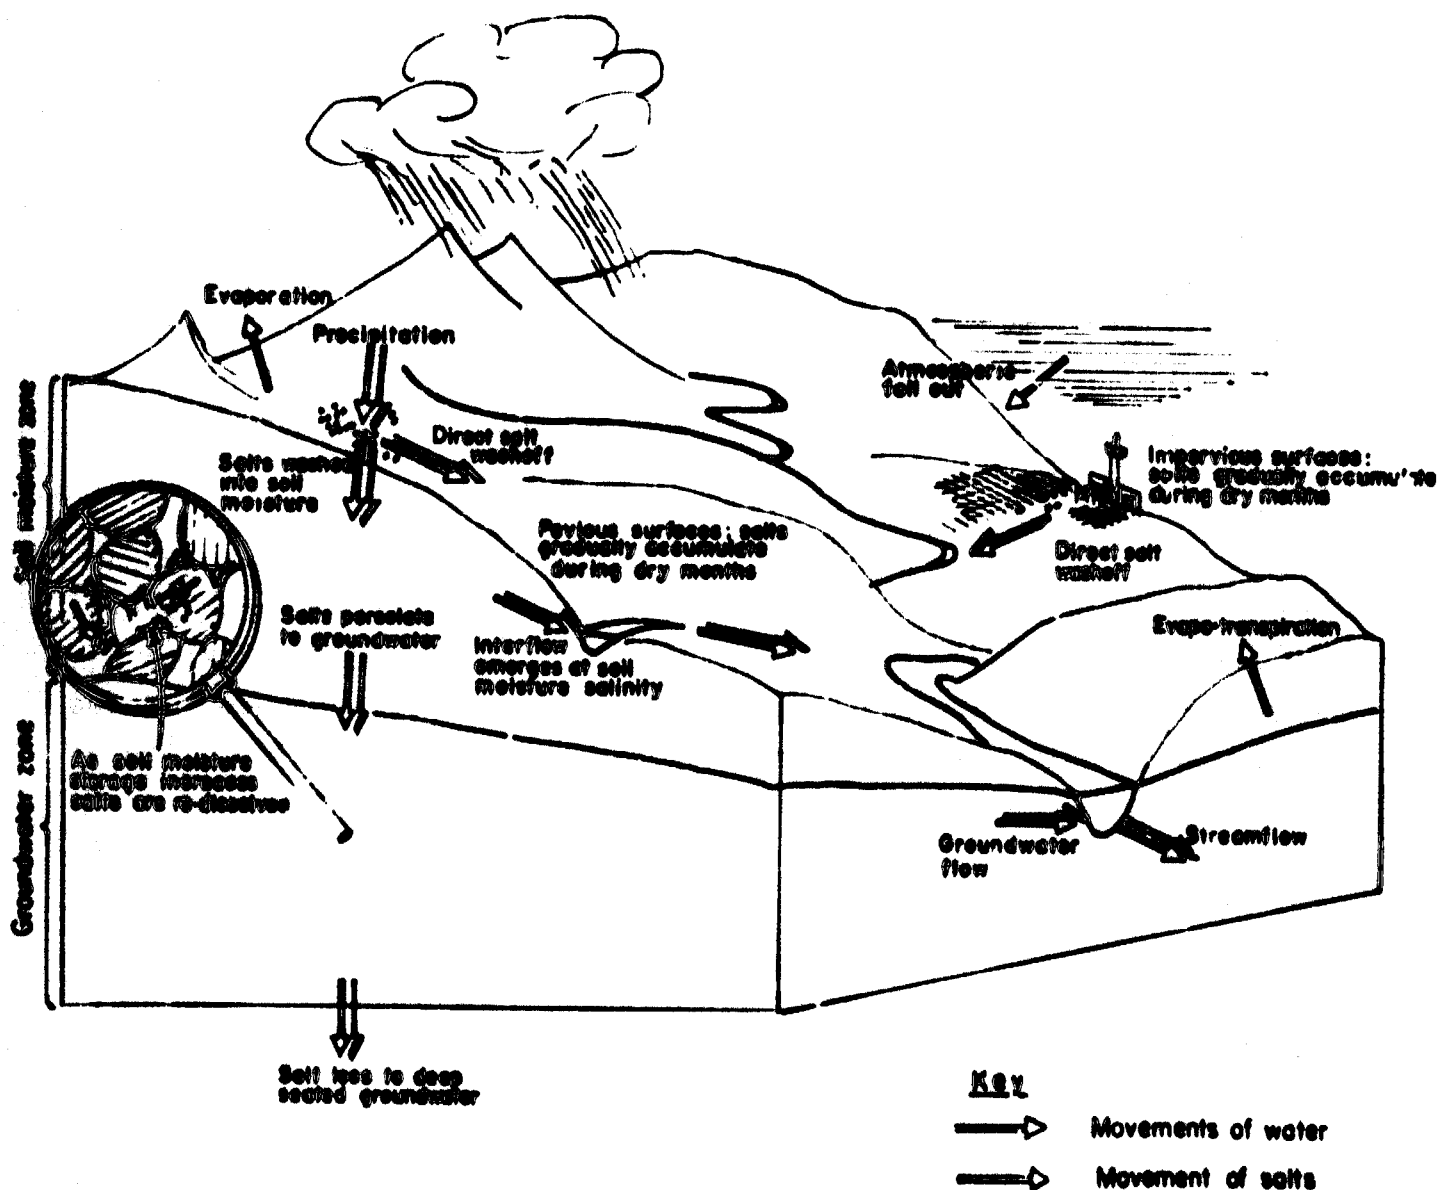 Evaporation
Precipitation
Atmospheric
fall out
Direct salt
washoff
Salts washed
into soil
moisture
Impervious surfaces:
salts gradually accumu'te
during dry months
Pevious surfaces: salts
gradually accumulate
during dry months
Direct salt
washoff
Soil moisture zone
Salts percolate
to groundwater
Interflow
emerges at soil
moisture salinity
Evapo-transpiration
As soil moisture
storage increases
salts are re-dissolved
Groundwater zone
Groundwater
flow
Streamflow
Salt loss to deep
seated groundwater
Key
Movements of water
Movement of salts